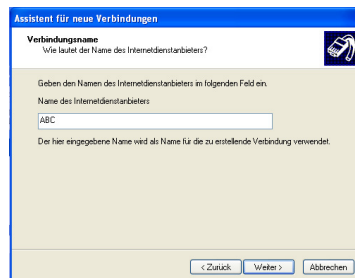 Assistent für neue Verbindungen
Verbindungsname
Wie lautet der Name des Internetdienstanbieters?
Geben den Namen des Internetdienstanbieters im folgenden Feld ein.
Name des Internetdienstanbieters
ABC
Der hier eingegebene Name wird als Name für die zu erstellende Verbindung verwendet.
< Zurück
Weiter >
Abbrechen